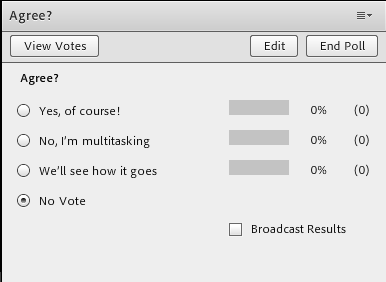 Agree?
View Votes Edit End Poll
Agree?
Yes, of course! 0% (0)
No, I'm multitasking 0% (0)
We'll see how it goes 0% (0)
No Vote
Broadcast Results